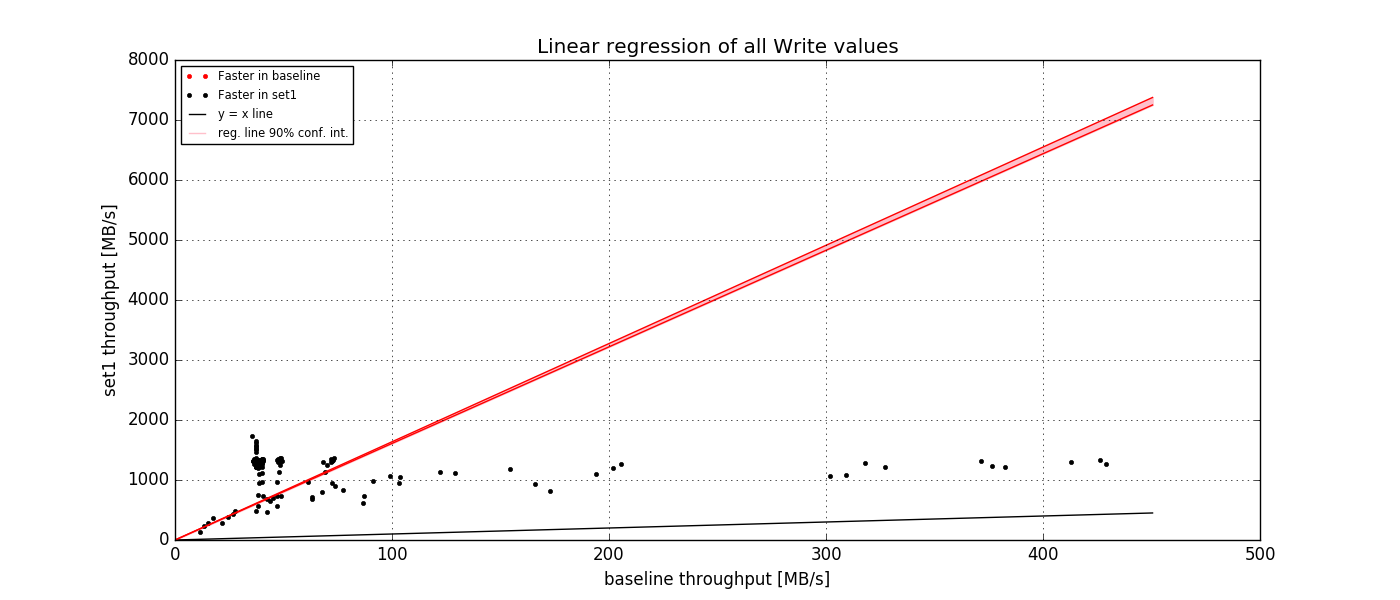 Linear regression of all Write values
8000
7000
6000
5000
4000
3000
2000
1000
0
set1 throughput [MB/s]
Faster in baseline
Faster in set1
y = x line
reg. line 90% conf. int.
0 100 200 300 400 500
baseline throughput [MB/s]